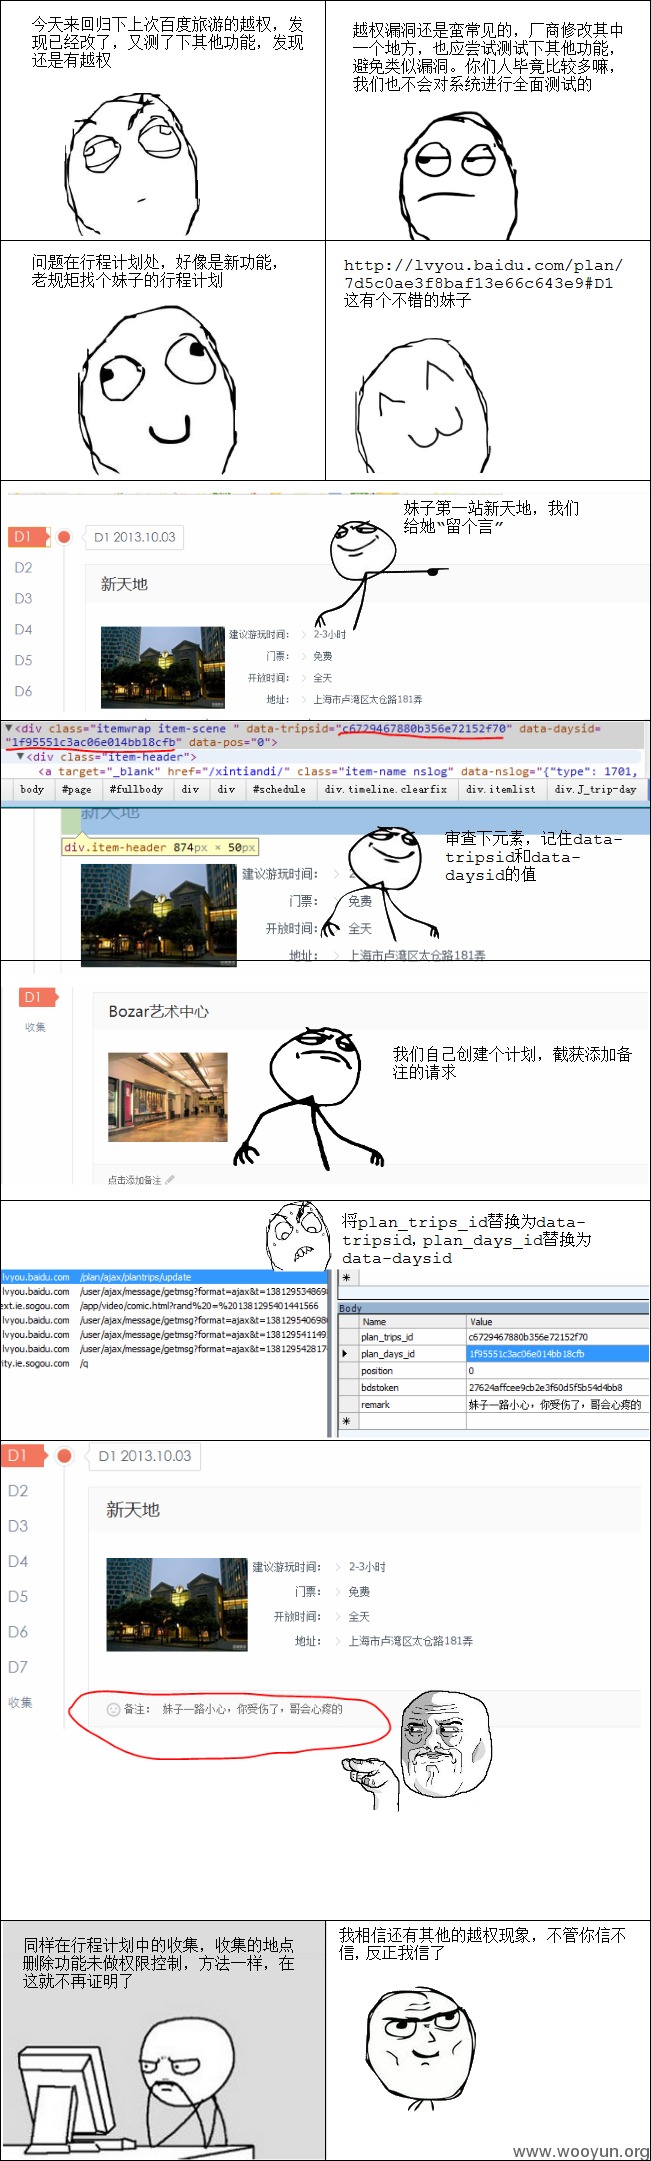 今天来回归下上次百度旅游的越权，发
现已经改了，又测了下其他功能，发现
还是有越权
越权漏洞还是蛮常见的，厂商修改其中
一个地方，也应尝试测试下其他功能，
避免类似漏洞。你们人毕竟比较多嘛，
我们也不会对系统进行全面测试的
问题在行程计划处，好像是新功能，
老规矩找个妹子的行程计划
http://lvyou.baidu.com/plan/
7d5c0ae3f8baf13e66c643e9#D1
这有个不错的妹子
妹子第一站新天地，我们
给她“留个言”
D1
D1 2013.10.03
D2
新天地
D3
D4
建议游玩时间： 2-3小时
门票： 免费
D5
开放时间： 全天
D6
地址： 上海市卢湾区太仓路181弄
<div class="itemwrap item-scene " data-tripsid="c6729467880b356e72152f70" data-daysid=
"1f95551c3ac06e014bb18cfb" data-pos="0">
<div class="item-header">
<a target="_blank" href="/xintiandi/" class="item-name nslog" data-nslog="{"type": 1701,
body #page #fullbody div div #schedule div.timeline.clearfix div.itemlist div.J_trip-day
新天地
div.item-header 874px × 50px
审查下元素，记住data-
tripsid和data-
daysid的值
建议游玩时间： 2
门票： 免费
开放时间： 全天
地址： 上海市卢湾区太仓路181弄
D1
收集
Bozar艺术中心
我们自己创建个计划，截获添加备
注的请求
点击添加备注
将plan_trips_id替换为data-
tripsid，plan_days_id替换为
data-daysid
lvyou.baidu.com /plan/ajax/plantrips/update
lvyou.baidu.com /user/ajax/message/getmsg?format=ajax&t=1381295348698
ext.ie.sogou.com /app/video/comic.html?rand%20=%201381295401441566
lvyou.baidu.com /user/ajax/message/getmsg?format=ajax&t=138129540698
lvyou.baidu.com /user/ajax/message/getmsg?format=ajax&t=138129541149
lvyou.baidu.com /user/ajax/message/getmsg?format=ajax&t=138129542817
rity.ie.sogou.com /q
Body
Name Value
plan_trips_id c6729467880b356e72152f70
plan_days_id 1f95551c3ac06e014bb18cfb
position 0
bdstoken 27624affcee9cb2e3f60d5f5b54d4bb8
remark 妹子一路小心，你受伤了，哥会心疼的
D1
D1 2013.10.03
D2
新天地
D3
D4
建议游玩时间： 2-3小时
D5
门票： 免费
开放时间： 全天
D6
地址： 上海市卢湾区太仓路181弄
D7
收集
备注： 妹子一路小心，你受伤了，哥会心疼的
同样在行程计划中的收集，收集的地点
删除功能未做权限控制，方法一样，在
这就不再证明了
我相信还有其他的越权现象，不管你信不
信，反正我信了
www.wooyun.org